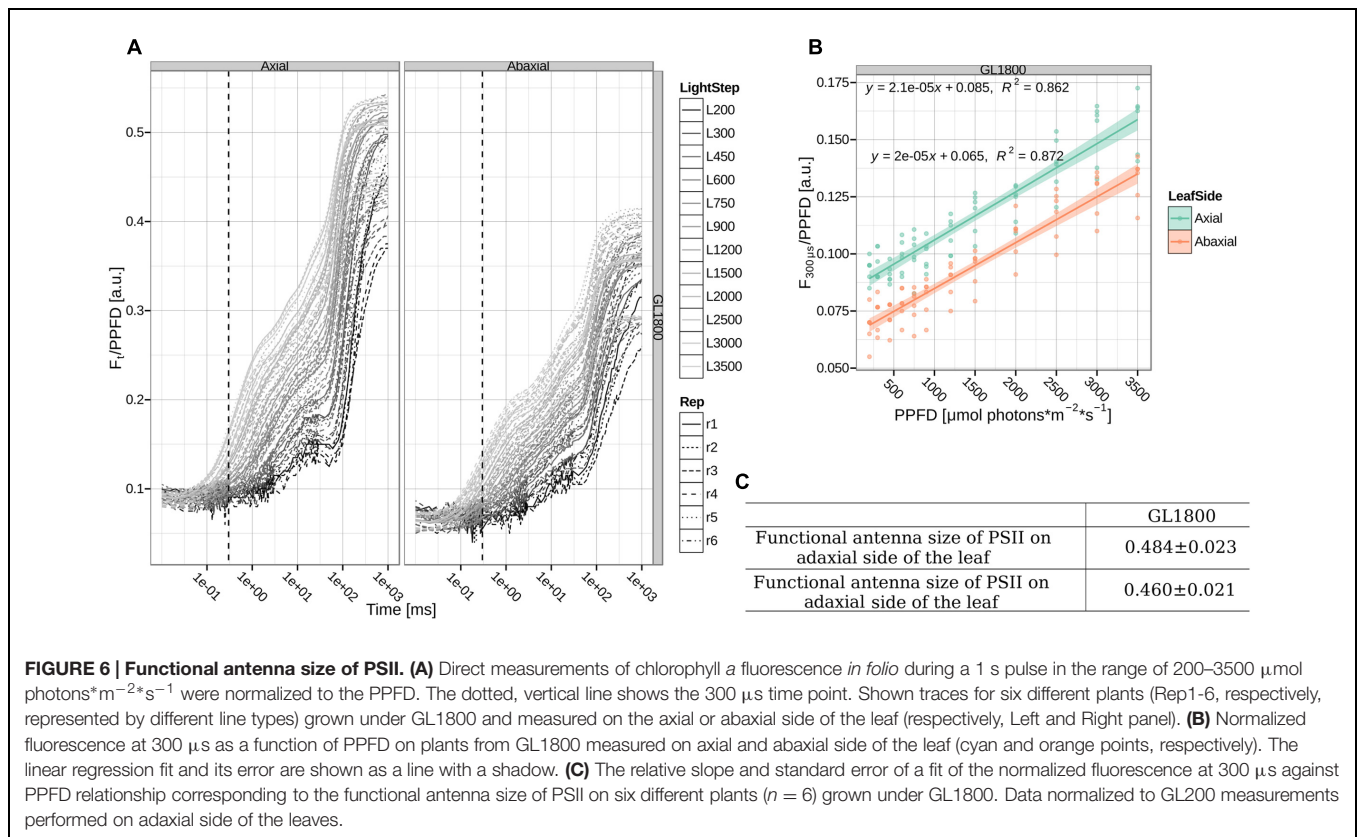 A
Axial
Abaxial
GL1800
Ft/PPFD [a.u.]
0.5
0.4
0.3
0.2
0.1
1e-01
1e+00
1e+01
1e+02
1e+03
1e-01
1e+00
1e+01
1e+02
1e+03
Time [ms]
LightStep
L200
L300
L450
L600
L750
L900
L1200
L1500
L2000
L2500
L3000
L3500
Rep
r1
r2
r3
r4
r5
r6
B
GL1800
y = 2.1e-05x + 0.085, R² = 0.862
y = 2e-05x + 0.065, R² = 0.872
F300 µs/PPFD [a.u.]
0.175
0.150
0.125
0.100
0.075
0.050
500
1000
1500
2000
2500
3000
3500
PPFD [µmol photons*m⁻²*s⁻¹]
LeafSide
Axial
Abaxial
C
GL1800
Functional antenna size of PSII on
adaxial side of the leaf
0.484±0.023
Functional antenna size of PSII on
adaxial side of the leaf
0.460±0.021
FIGURE 6 | Functional antenna size of PSII. (A) Direct measurements of chlorophyll a fluorescence in folio during a 1 s pulse in the range of 200–3500 µmol
photons*m⁻²*s⁻¹ were normalized to the PPFD. The dotted, vertical line shows the 300 µs time point. Shown traces for six different plants (Rep1-6, respectively,
represented by different line types) grown under GL1800 and measured on the axial or abaxial side of the leaf (respectively, Left and Right panel). (B) Normalized
fluorescence at 300 µs as a function of PPFD on plants from GL1800 measured on axial and abaxial side of the leaf (cyan and orange points, respectively). The
linear regression fit and its error are shown as a line with a shadow. (C) The relative slope and standard error of a fit of the normalized fluorescence at 300 µs against
PPFD relationship corresponding to the functional antenna size of PSII on six different plants (n = 6) grown under GL1800. Data normalized to GL200 measurements
performed on adaxial side of the leaves.